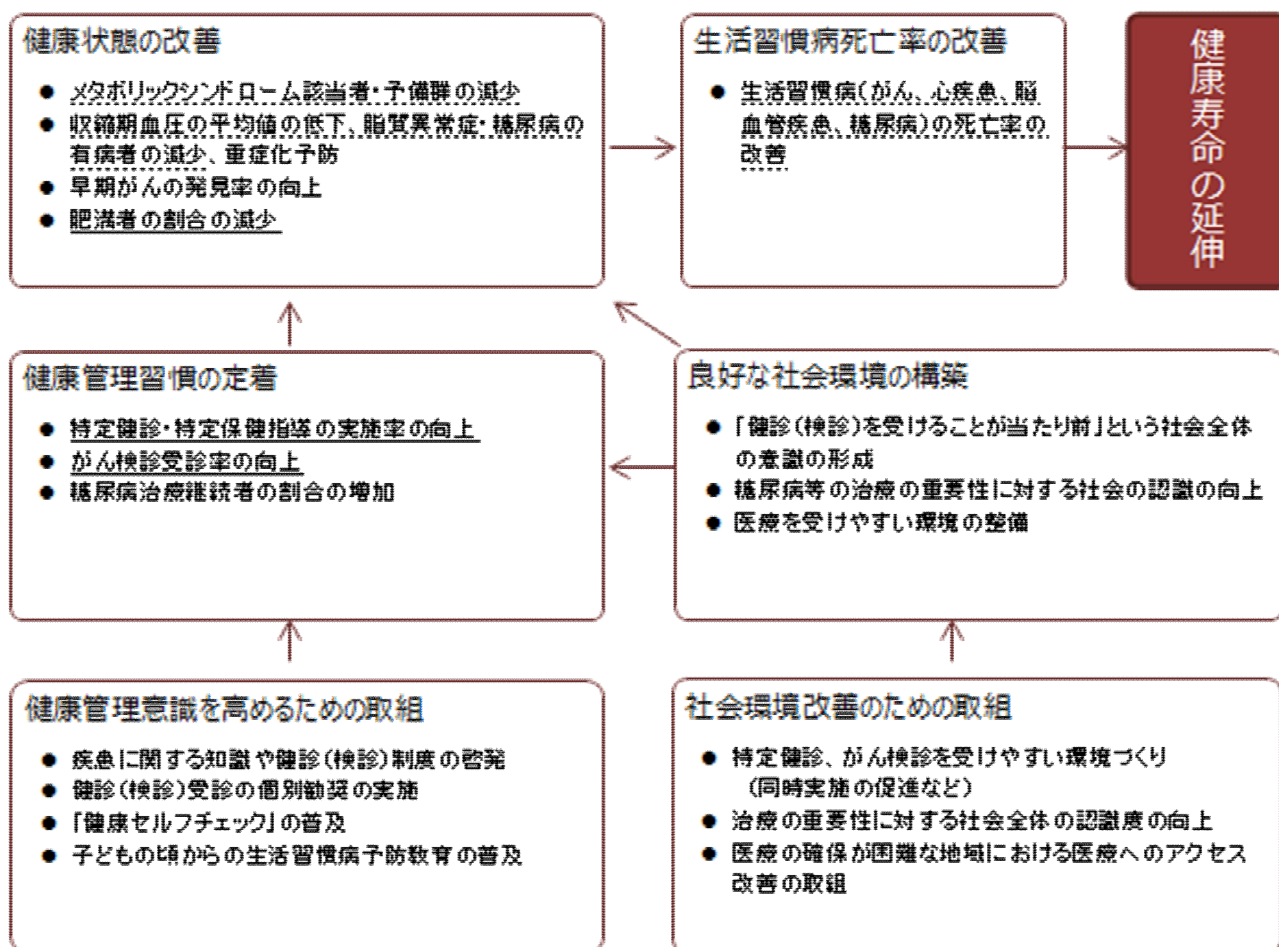 健康状態の改善
● メタボリックシンドローム該当者・予備群の減少
● 収縮期血圧の平均値の低下、脂質異常症・糖尿病の
有病者の減少、重症化予防
● 早期がんの発見率の向上
● 肥満者の割合の減少
生活習慣病死亡率の改善
● 生活習慣病(がん、心疾患、脳
血管疾患、糖尿病)の死亡率の
改善
健康寿命の延伸
健康管理習慣の定着
● 特定健診・特定保健指導の実施率の向上
● がん検診受診率の向上
● 糖尿病治療継続者の割合の増加
良好な社会環境の構築
● 「健診(検診)を受けることが当たり前」という社会全体
の意識の形成
● 糖尿病等の治療の重要性に対する社会の認識の向上
● 医療を受けやすい環境の整備
健康管理意識を高めるための取組
● 疾患に関する知識や健診(検診)制度の啓発
● 健診(検診)受診の個別勧奨の実施
● 「健康セルフチェック」の普及
● 子どもの頃からの生活習慣病予防教育の普及
社会環境改善のための取組
● 特定健診、がん検診を受けやすい環境づくり
(同時実施の促進など)
● 治療の重要性に対する社会全体の認識度の向上
● 医療の確保が困難な地域における医療へのアクセス
改善の取組